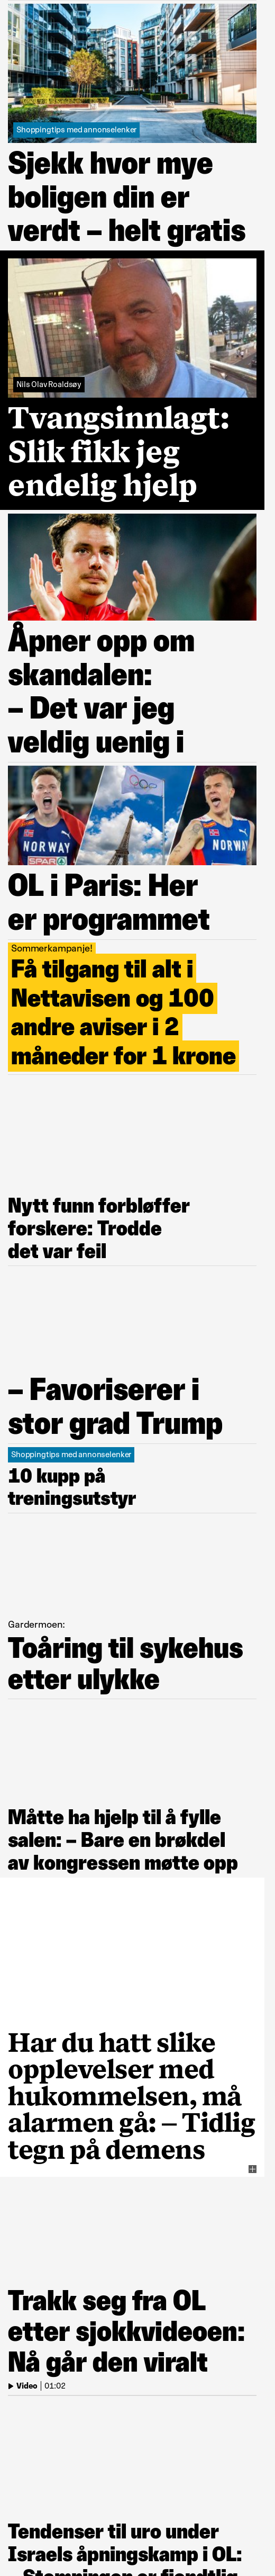 Shoppingtips med annonselenker
Sjekk hvor mye
boligen din er
verdt – helt gratis
Nils Olav Roaldsøy
Tvangsinnlagt:
Slik fikk jeg
endelig hjelp
Åpner opp om
skandalen:
– Det var jeg
veldig uenig i
NORWAY
SPAR
NORWAY
OL i Paris: Her
er programmet
Sommerkampanje!
Få tilgang til alt i
Nettavisen og 100
andre aviser i 2
måneder for 1 krone
Nytt funn forbløffer
forskere: Trodde
det var feil
– Favoriserer i
stor grad Trump
Shoppingtips med annonselenker
10 kupp på
treningsutstyr
Gardermoen:
Toåring til sykehus
etter ulykke
Måtte ha hjelp til å fylle
salen: – Bare en brøkdel
av kongressen møtte opp
Har du hatt slike
opplevelser med
hukommelsen, må
alarmen gå: – Tidlig
tegn på demens
Trakk seg fra OL
etter sjokkvideoen:
Nå går den viralt
Video | 01:02
Tendenser til uro under
Israels åpningskamp i OL:
– Stemningen er fiendtlig